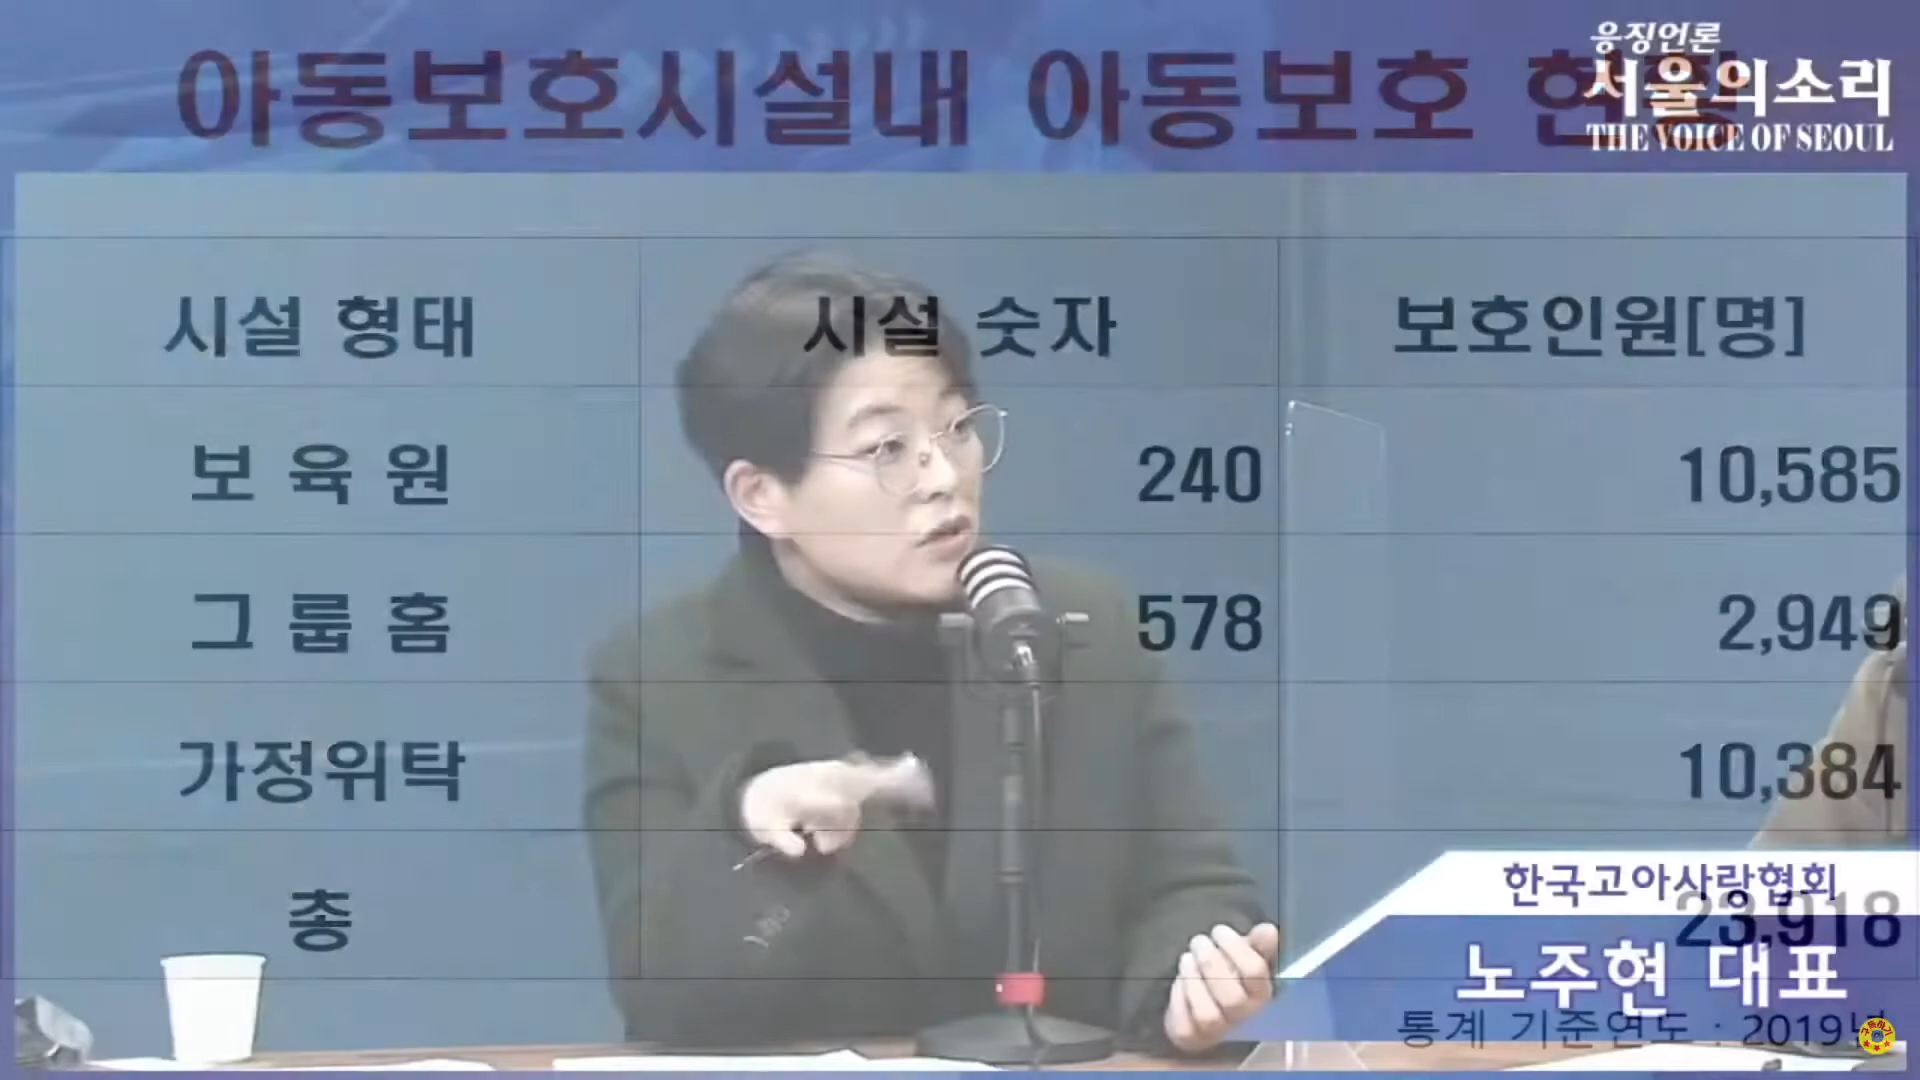 응징언론
서울의소리
THE VOICE OF SEOUL
아동보호시설내 아동보호
시설 형태 시설 숫자 보호인원[명]
보 육 원 240 10,585
그 룹 홈 578 2,949
가정위탁 10,384
총 23,918
한국고아사랑협회
노주현 대표
통계 기준연도 : 2019년